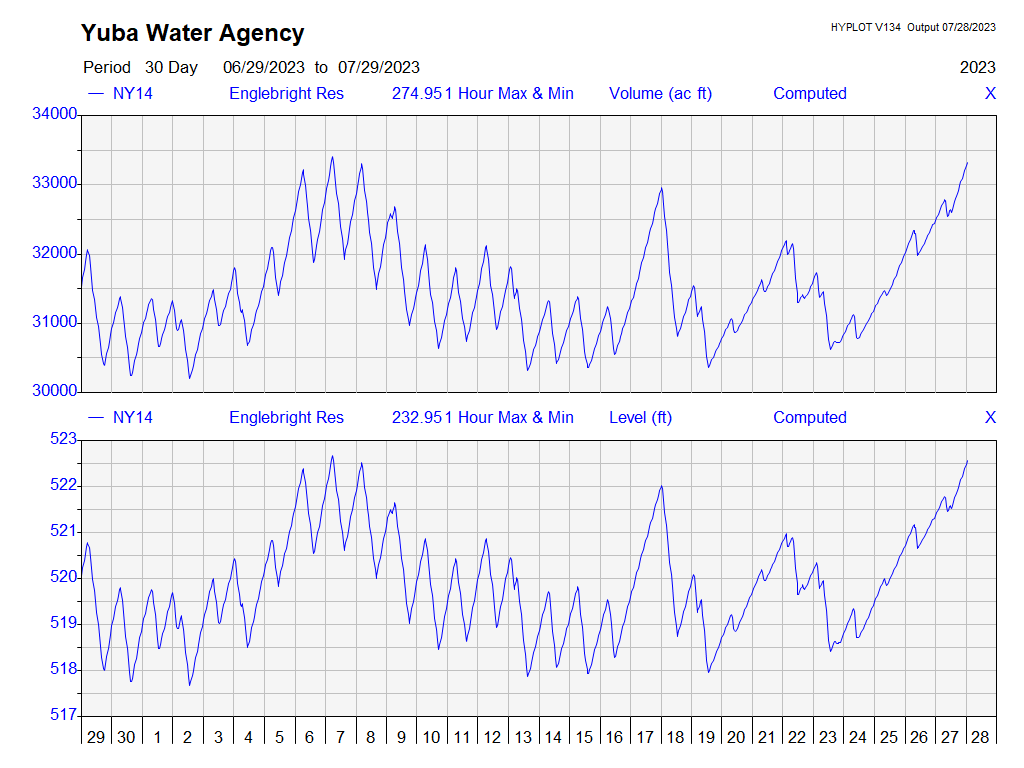 Yuba Water Agency
HYPLOT V134 Output 07/28/2023
Period 30 Day 06/29/2023 to 07/29/2023 2023
NY14 Englebright Res 274.951 Hour Max & Min Volume (ac ft) Computed X
34000
33000
32000
31000
30000
NY14 Englebright Res 232.951 Hour Max & Min Level (ft) Computed X
523
522
521
520
519
518
517
29 30 1 2 3 4 5 6 7 8 9 10 11 12 13 14 15 16 17 18 19 20 21 22 23 24 25 26 27 28